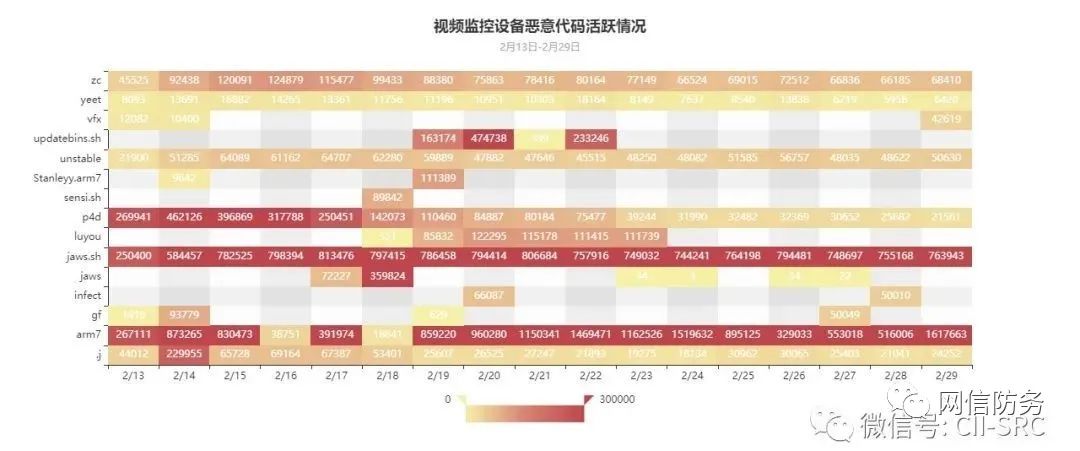 视频监控设备恶意代码活跃情况
2月13日-2月29日
zc 45525 92438 120091 124879 115477 99433 88380 75863 78416 80164 77149 66524 69015 72512 66836 66185 68410
yeet 8093 13691 18882 14265 13361 11756 11196 10951 10303 18164 8149 7637 8540 13838 6219 5958 6420
vfx 12082 10400 42619
updatebins.sh 163174 474738 233246
unstable 21900 51285 64089 61162 64707 62280 59889 47882 47646 45515 48250 48082 51585 56757 48035 48622 50630
Stanleyy.arm7 9842 111389
sensi.sh 89842
p4d 269941 462126 396869 317788 250451 142073 110460 84887 80184 75477 39244 31990 32482 32369 30652 25682 21561
luyou 85832 122295 115178 111415 111739
jaws.sh 250400 584457 782525 798394 813476 797415 786458 794414 806684 757916 749032 744241 764198 794481 748697 755168 763943
jaws 72227 359824
infect 66087 50010
gf 93779 629 50049
arm7 267111 873265 830473 38751 391974 18841 859220 960280 1150341 1469471 1162526 1519632 895125 329033 553018 516006 1617663
.j 44012 229955 65728 69164 67387 53401 25607 26525 27247 21893 19275 18134 30962 30065 25403 21041 24252
2/13 2/14 2/15 2/16 2/17 2/18 2/19 2/20 2/21 2/22 2/23 2/24 2/25 2/26 2/27 2/28 2/29
0 300000
网信防务
微信号: CII-SRC